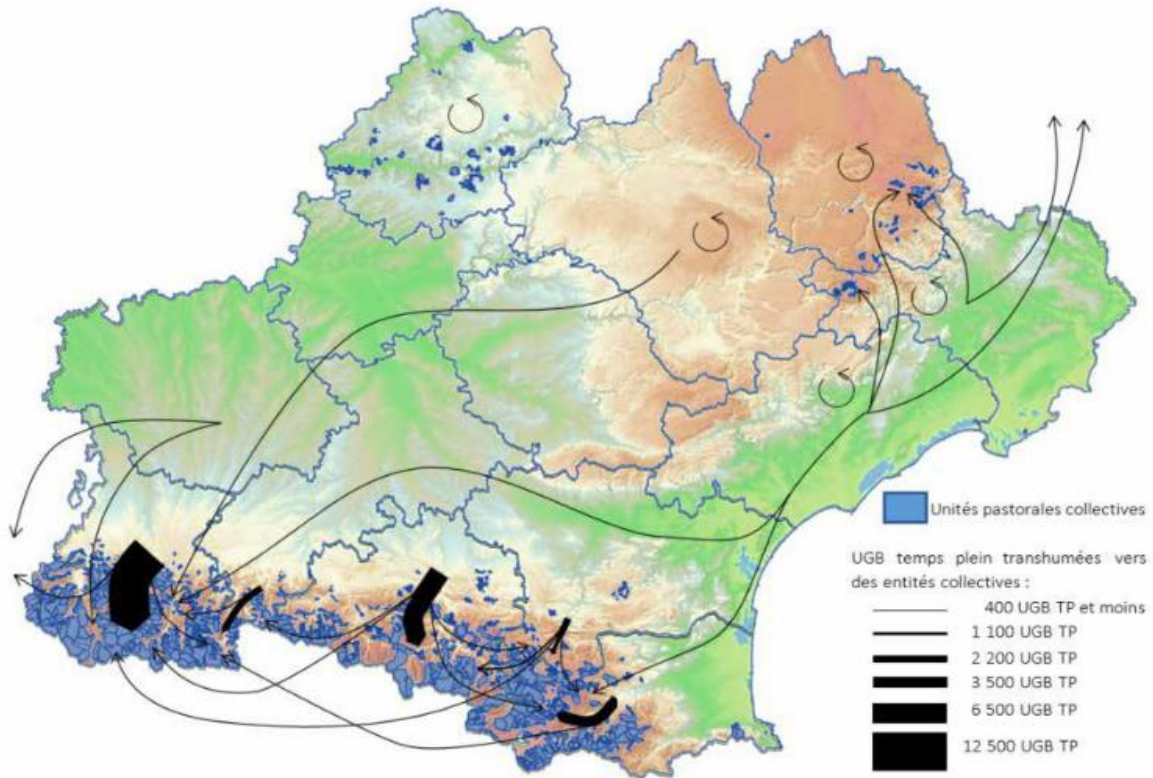 Unités pastorales collectives
UGB temps plein transhumées vers
des entités collectives :
400 UGB TP et moins
1 100 UGB TP
2 200 UGB TP
3 500 UGB TP
6 500 UGB TP
12 500 UGB TP